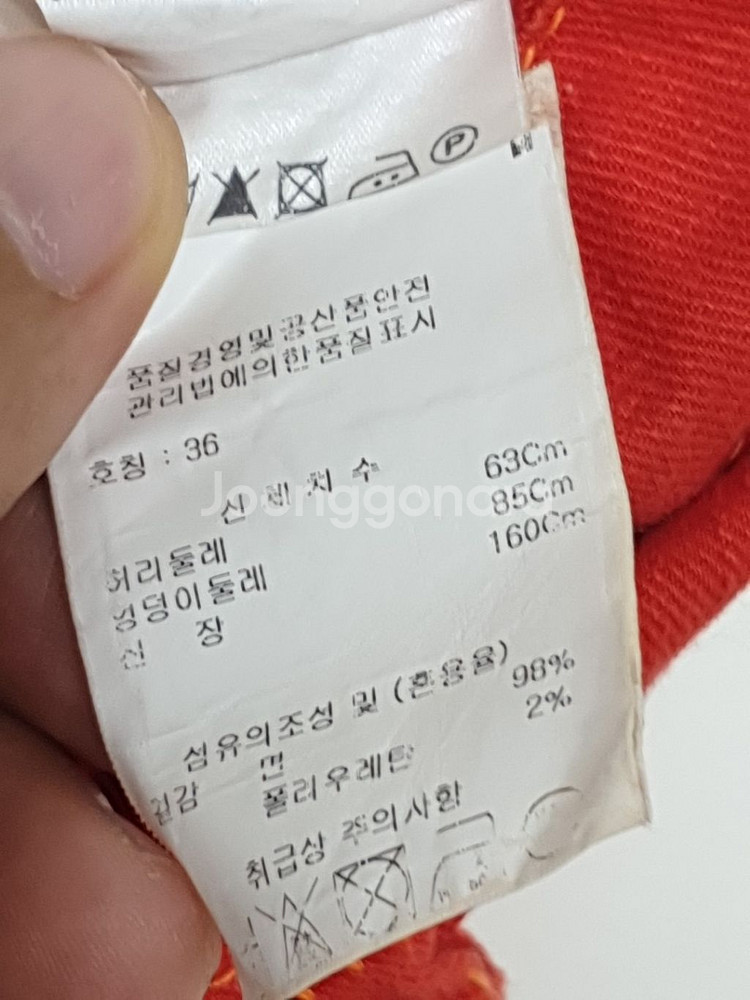 P
품질경영및공산품안전
관리법에의한품질표시
호칭 : 36
신체치수
Joonggonara
허리둘레 63Cm
엉덩이둘레 85Cm
신 장 160Cm
섬유의조성 및 (혼용율)
겉감 면 98%
폴리우레탄 2%
취급상 주의사항